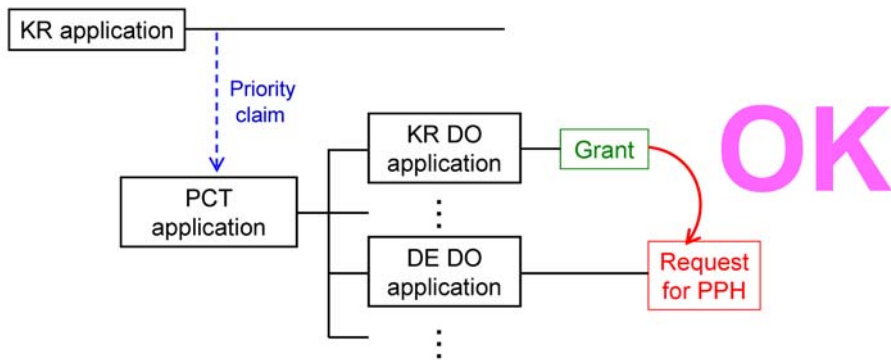 KR application
Priority
claim
OK
KR DO
application
Grant
PCT
application
DE DO
application
Request
for PPH